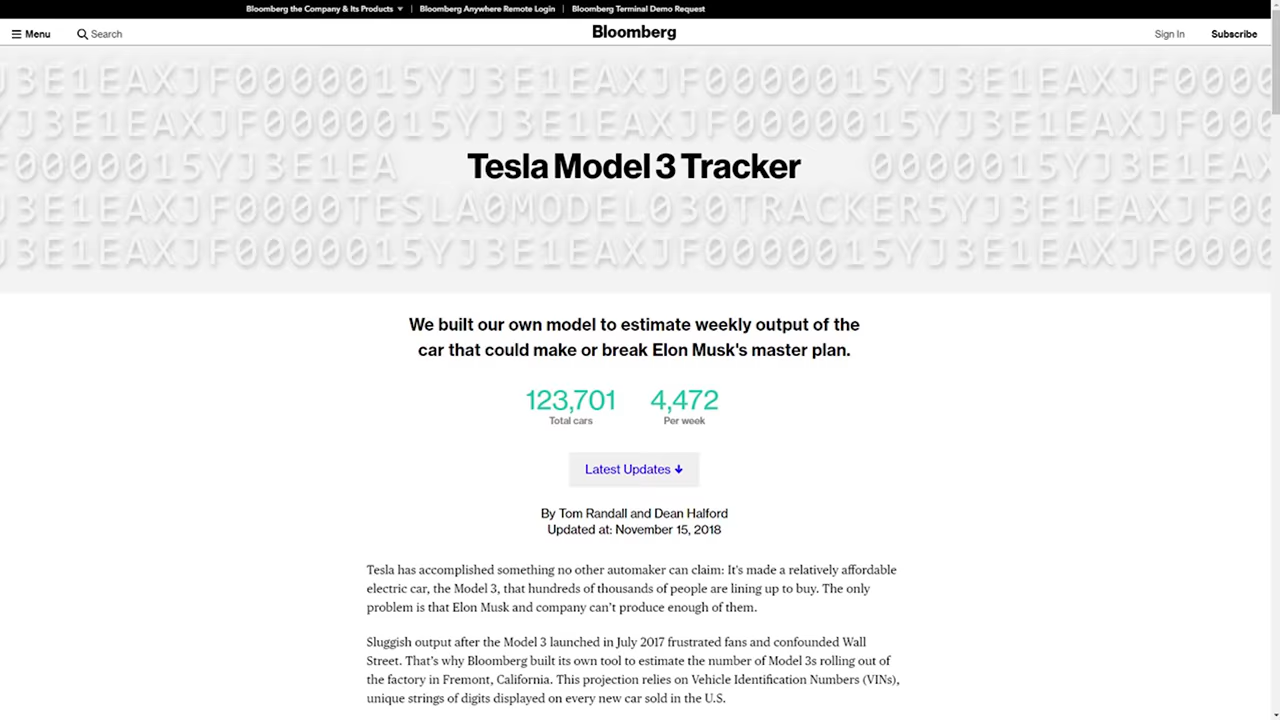 Bloomberg the Company & Its Products ▼ | Bloomberg Anywhere Remote Login | Bloomberg Terminal Demo Request
Menu Search Bloomberg Sign In Subscribe
J3E1EAXJF0000015YJ3E1EAXJF0000015YJ3E1EAXJF0000
YJ3E1EAXJF0000015YJ3E1EAXJF0000015YJ3E1EAXJF000
F0000015YJ3E1EA Tesla Model 3 Tracker 0000015YJ3E1EAX
J3E1EAXJF0000TESLA0MODEL030TRACKER5YJ3E1EAXJF00
J3E1EAXJF0000015YJ3E1EAXJF0000015YJ3E1EAXJF0000
We built our own model to estimate weekly output of the
car that could make or break Elon Musk's master plan.
123,701 4,472
Total cars Per week
Latest Updates ↓
By Tom Randall and Dean Halford
Updated at: November 15, 2018
Tesla has accomplished something no other automaker can claim: It's made a relatively affordable
electric car, the Model 3, that hundreds of thousands of people are lining up to buy. The only
problem is that Elon Musk and company can't produce enough of them.
Sluggish output after the Model 3 launched in July 2017 frustrated fans and confounded Wall
Street. That's why Bloomberg built its own tool to estimate the number of Model 3s rolling out of
the factory in Fremont, California. This projection relies on Vehicle Identification Numbers (VINs),
unique strings of digits displayed on every new car sold in the U.S.